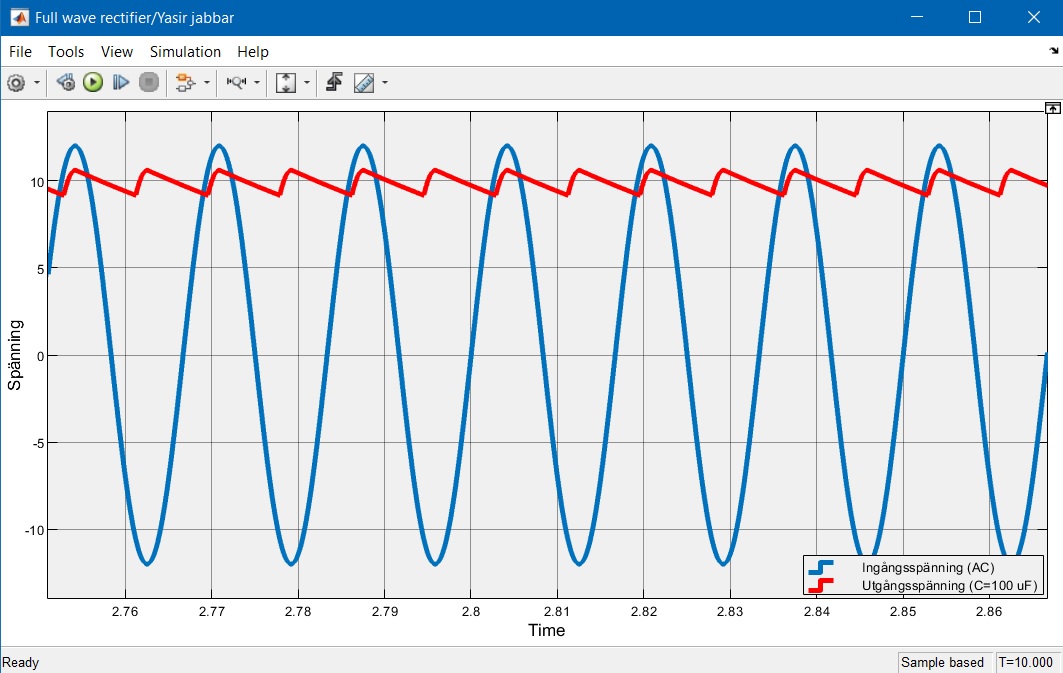 Full wave rectifier/Yasir jabbar
File Tools View Simulation Help
10
5
0
-5
-10
Spänning
Ingångsspänning (AC)
Utgångsspänning (C=100 uF)
2.76 2.77 2.78 2.79 2.8 2.81 2.82 2.83 2.84 2.85 2.86
Time
Ready
Sample based T=10.000